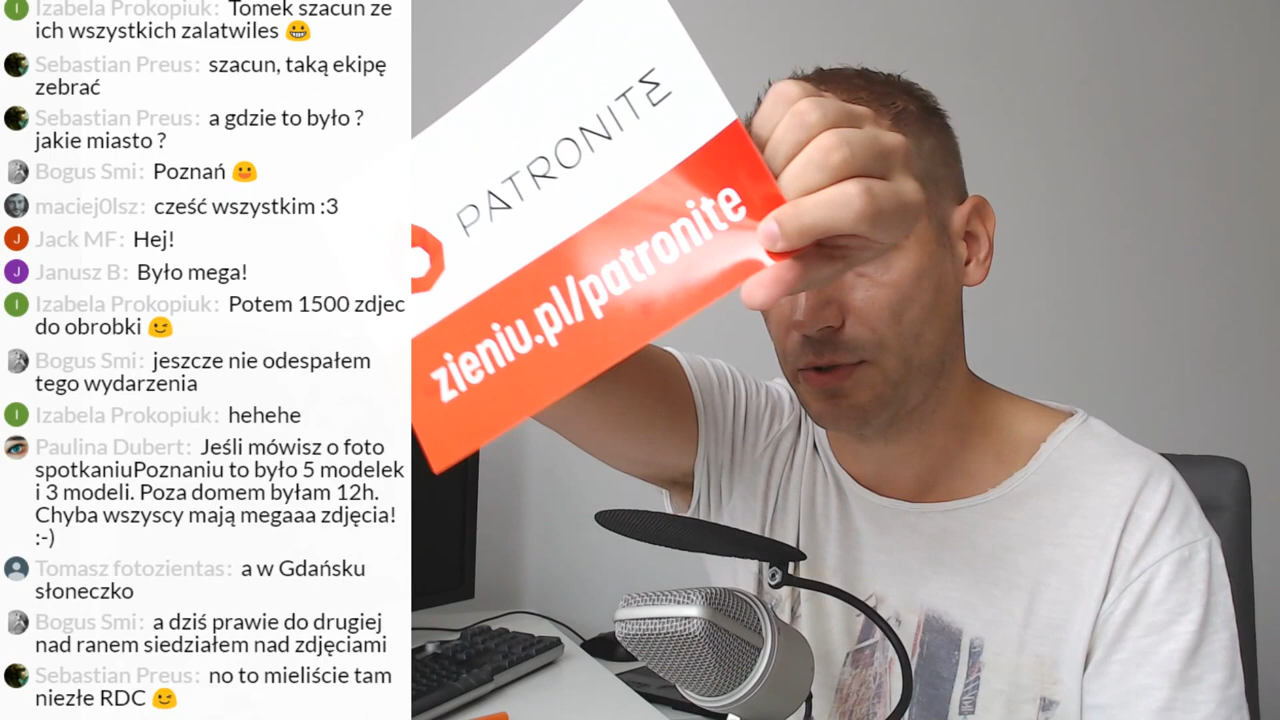 Izabela Prokopiuk: Tomek szacun ze
ich wszystkich zalatwiles 😀
Sebastian Preus: szacun, taką ekipę
zebrać
Sebastian Preus: a gdzie to było ?
jakie miasto ?
Bogus Smi: Poznań 😃
maciej0lsz: cześć wszystkim :3
J Jack MF: Hej!
J Janusz B: Było mega!
I Izabela Prokopiuk: Potem 1500 zdjec
do obrobki 😉
Bogus Smi: jeszcze nie odespałem
tego wydarzenia
I Izabela Prokopiuk: hehehe
Paulina Dubert: Jeśli mówisz o foto
spotkaniuPoznaniu to było 5 modelek
i 3 modeli. Poza domem byłam 12h.
Chyba wszyscy mają megaaa zdjęcia!
:-)
Tomasz fotozientas: a w Gdańsku
słoneczko
Bogus Smi: a dziś prawie do drugiej
nad ranem siedziałem nad zdjęciami
Sebastian Preus: no to mieliście tam
niezłe RDC 😉
PATRONITE
zieniu.pl/patronite